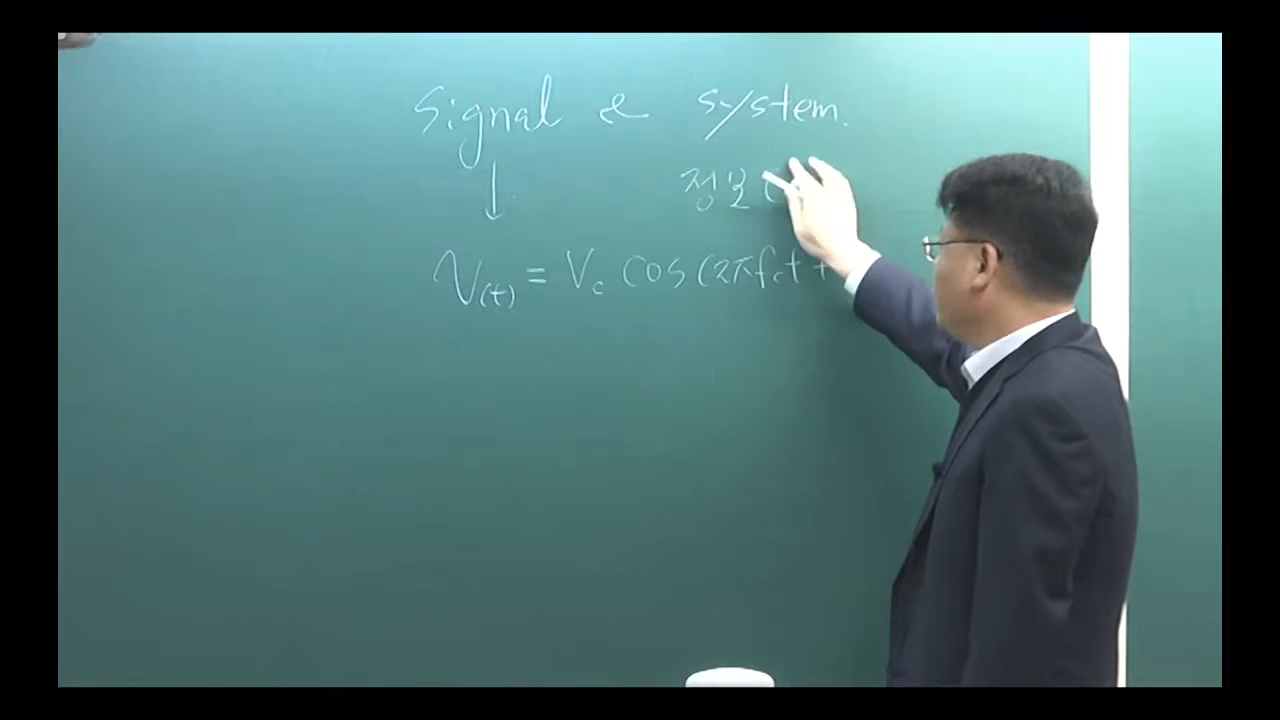 Signal & system.
↓ 정보(
v(t) = Vc cos(2πfct +